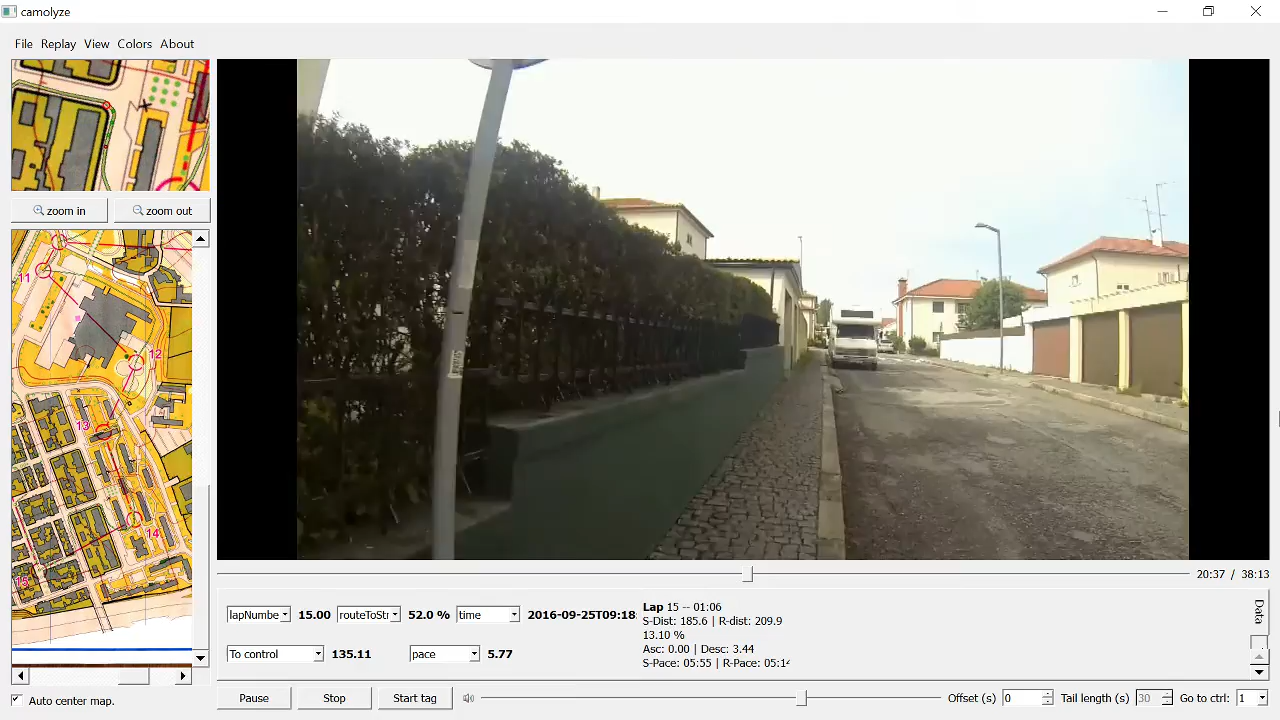 camolyze
File Replay View Colors About
zoom in zoom out
11
12
13
14
15
20:37 / 38:13
lapNumbe 15.00 routeToStr 52.0 % time 2016-09-25T09:18:
To control 135.11 pace 5.77
Lap 15 -- 01:06
S-Dist: 185.6 | R-dist: 209.9
13.10 %
Asc: 0.00 | Desc: 3.44
S-Pace: 05:55 | R-Pace: 05:14
Data
Auto center map.
Pause Stop Start tag Offset (s) 0 Tail length (s) 30 Go to ctrl: 1